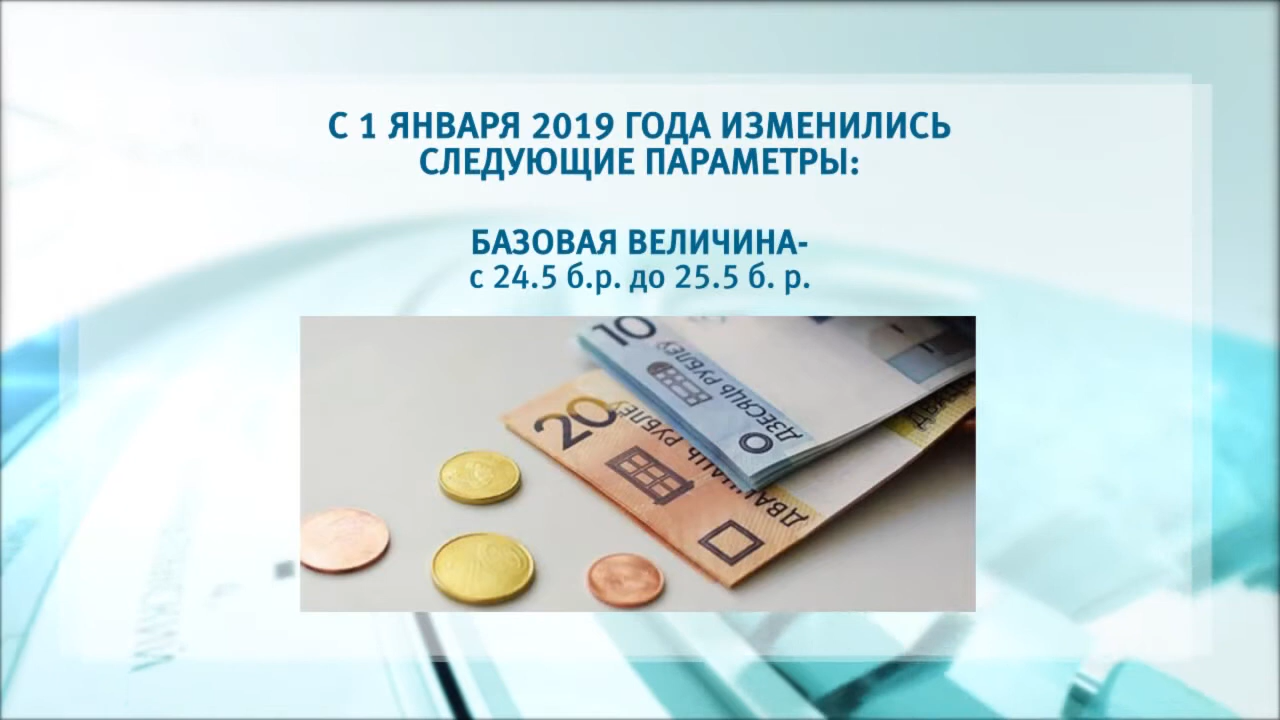 С 1 ЯНВАРЯ 2019 ГОДА ИЗМЕНИЛИСЬ
СЛЕДУЮЩИЕ ПАРАМЕТРЫ:
БАЗОВАЯ ВЕЛИЧИНА-
с 24.5 б.р. до 25.5 б. р.
10
ДЗЕСЯЦЬ РУБЛЁЎ
20
ДВАЦЦАЦЬ РУБЛЁЎ